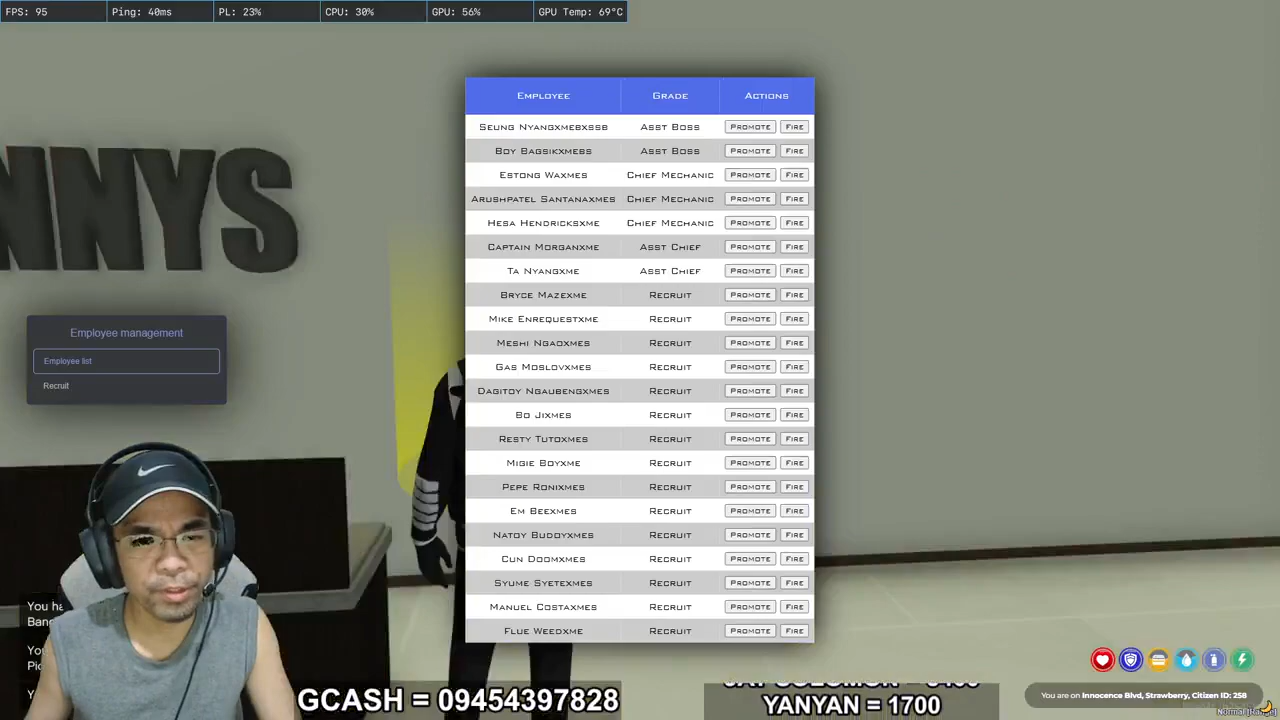 FPS: 95 Ping: 40ms PL: 23% CPU: 30% GPU: 56% GPU Temp: 69°C
NNYS
Employee management
Employee list
Recruit
EMPLOYEE GRADE ACTIONS
SEUNG NYANGXMEBXSSB ASST BOSS PROMOTE FIRE
BOY BAGSIKXMEBS ASST BOSS PROMOTE FIRE
ESTONG WAXMES CHIEF MECHANIC PROMOTE FIRE
ARUSHPATEL SANTANAXMES CHIEF MECHANIC PROMOTE FIRE
HESA HENDRICKSXME CHIEF MECHANIC PROMOTE FIRE
CAPTAIN MORGANXME ASST CHIEF PROMOTE FIRE
TA NYANGXME ASST CHIEF PROMOTE FIRE
BRYCE MAZEXME RECRUIT PROMOTE FIRE
MIKE ENREQUESTXME RECRUIT PROMOTE FIRE
MESHI NGAOXMES RECRUIT PROMOTE FIRE
GAS MOSLOVXMES RECRUIT PROMOTE FIRE
DAGITOY NGAUBENGXMES RECRUIT PROMOTE FIRE
BO JIXMES RECRUIT PROMOTE FIRE
RESTY TUTOXMES RECRUIT PROMOTE FIRE
MIGIE BOYXME RECRUIT PROMOTE FIRE
PEPE RONIXMES RECRUIT PROMOTE FIRE
EM BEEXMES RECRUIT PROMOTE FIRE
NATOY BUDDYXMES RECRUIT PROMOTE FIRE
CUN DOOMXMES RECRUIT PROMOTE FIRE
SYUME SYETEXMES RECRUIT PROMOTE FIRE
MANUEL COSTAXMES RECRUIT PROMOTE FIRE
FLUE WEEDXME RECRUIT PROMOTE FIRE
You
Bang
You
GCASH = 09454397828
YANYAN = 1700
You are on Innocence Blvd, Strawberry, Citizen ID: 258